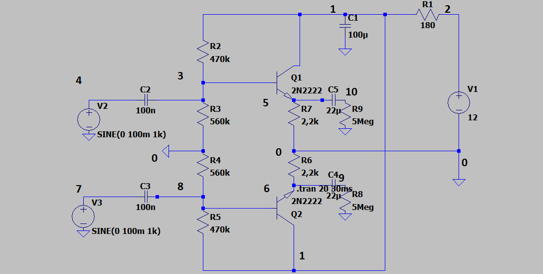 1
R1
2
C1
100µ
180
R2
470k
3
Q1
2N2222
4
C2
100n
V2
SINE(0 100m 1k)
5
C5
22µ
10
R9
5Meg
V1
12
R3
560k
R7
2,2k
0
0
0
R4
560k
R6
2,2k
7
C3
100n
8
V3
SINE(0 100m 1k)
6
C4
9
.tran 20 30ms
2N2222
22µ
R8
5Meg
Q2
R5
470k
1